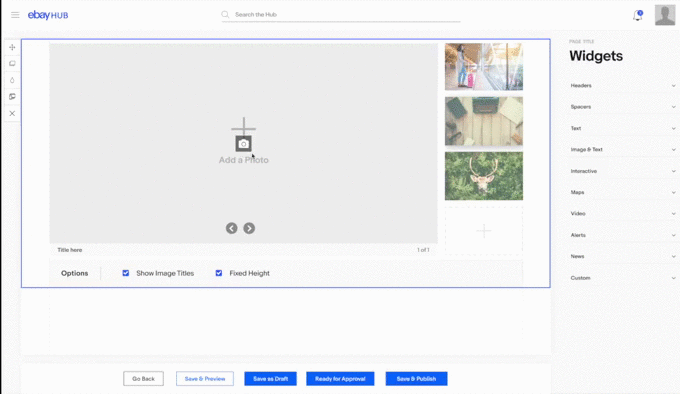 ebay HUB
Search the Hub
Add a Photo
Title here
1 of 1
Options
Show Image Titles
Fixed Height
Go Back
Save & Preview
Save as Draft
Ready for Approval
Save & Publish
PAGE TITLE
Widgets
Headers
Spacers
Text
Image & Text
Interactive
Maps
Video
Alerts
News
Custom